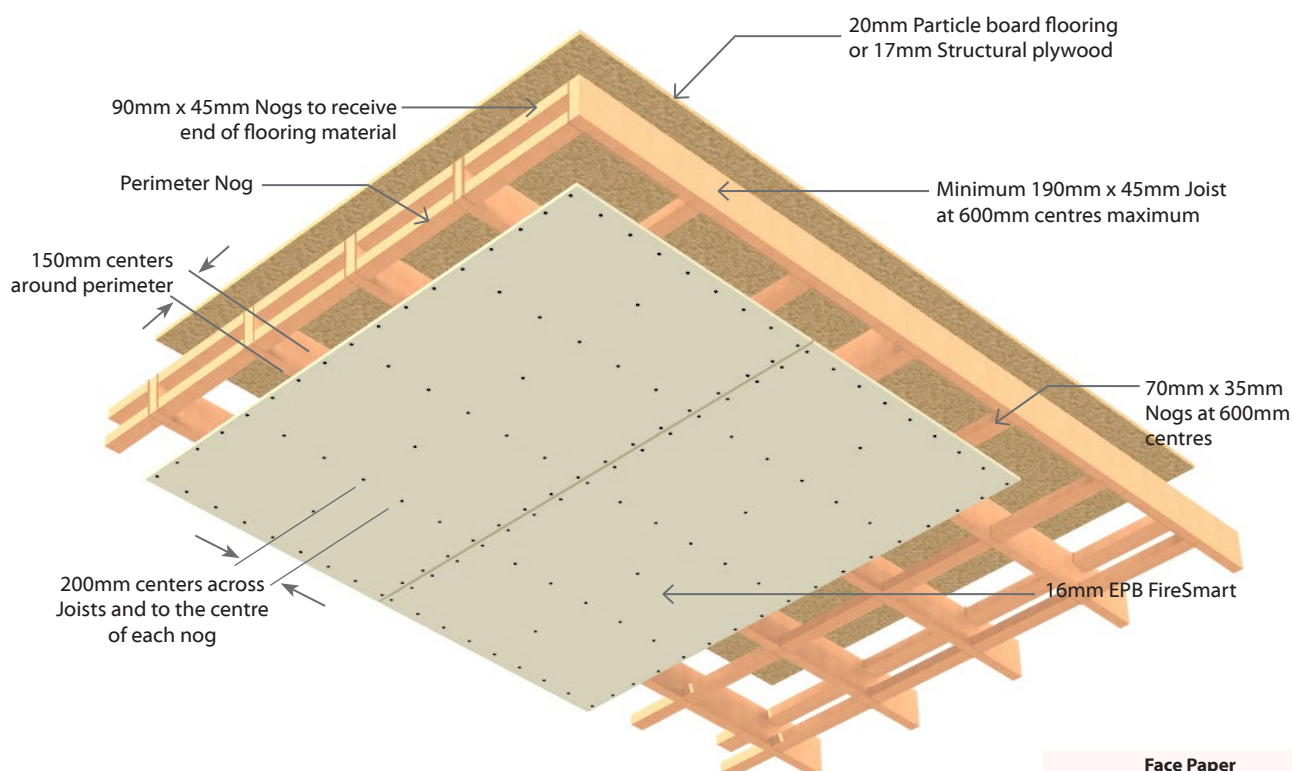 20mm Particle board flooring
or 17mm Structural plywood
90mm x 45mm Nogs to receive
end of flooring material
Perimeter Nog
Minimum 190mm x 45mm Joist
at 600mm centres maximum
150mm centers
around perimeter
70mm x 35mm
Nogs at 600mm
centres
200mm centers across
Joists and to the centre
of each nog
16mm EPB FireSmart
Face Paper